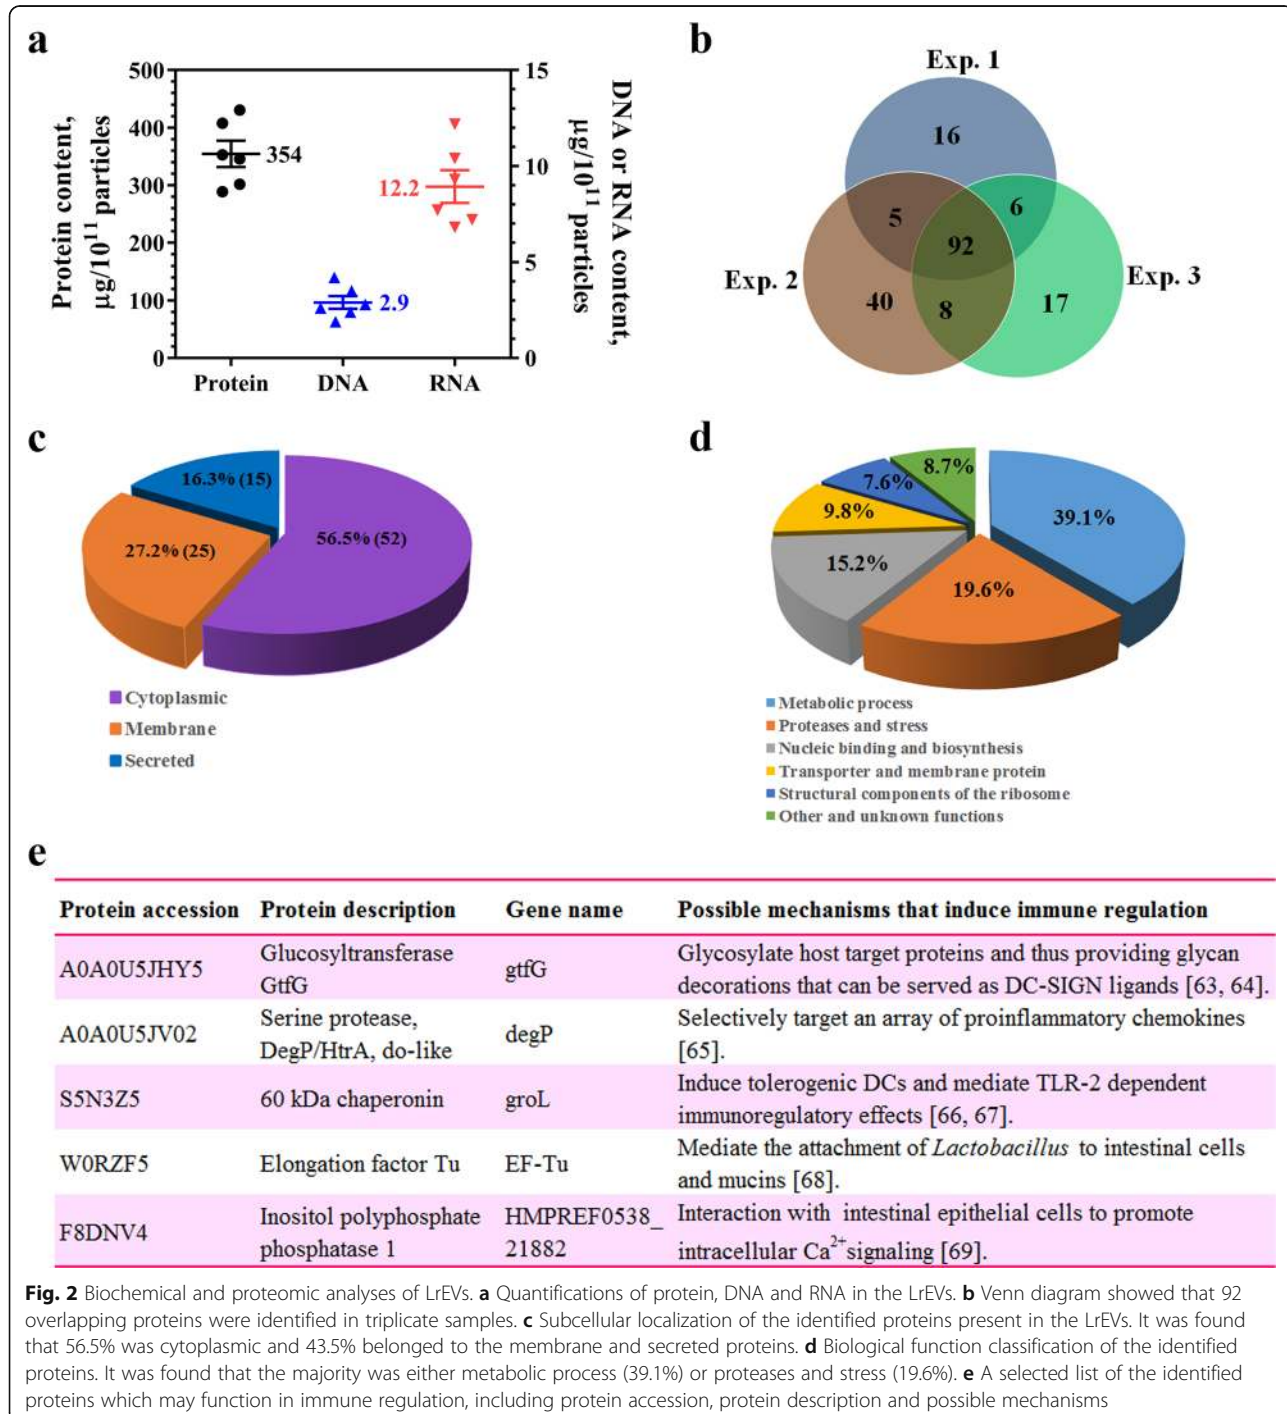 a
500
400
300
200
100
0
Protein content,
µg/10¹¹ particles
15
10
5
0
DNA or RNA content,
µg/10¹¹ particles
354
2.9
12.2
Protein DNA RNA
b
Exp. 1
Exp. 2
Exp. 3
16
5
6
92
40
8
17
c
16.3% (15)
27.2% (25)
56.5% (52)
Cytoplasmic
Membrane
Secreted
d
8.7%
7.6%
9.8%
15.2%
19.6%
39.1%
Metabolic process
Proteases and stress
Nucleic binding and biosynthesis
Transporter and membrane protein
Structural components of the ribosome
Other and unknown functions
e
Protein accession Protein description Gene name Possible mechanisms that induce immune regulation
A0A0U5JHY5
Glucosyltransferase
GtfG
gtfG
Glycosylate host target proteins and thus providing glycan
decorations that can be served as DC-SIGN ligands [63, 64].
A0A0U5JV02
Serine protease,
DegP/HtrA, do-like
degP
Selectively target an array of proinflammatory chemokines
[65].
S5N3Z5
60 kDa chaperonin
groL
Induce tolerogenic DCs and mediate TLR-2 dependent
immunoregulatory effects [66, 67].
W0RZF5
Elongation factor Tu
EF-Tu
Mediate the attachment of Lactobacillus to intestinal cells
and mucins [68].
F8DNV4
Inositol polyphosphate
phosphatase 1
HMPREF0538_
21882
Interaction with intestinal epithelial cells to promote
intracellular Ca²⁺signaling [69].
Fig. 2 Biochemical and proteomic analyses of LrEVs. a Quantifications of protein, DNA and RNA in the LrEVs. b Venn diagram showed that 92
overlapping proteins were identified in triplicate samples. c Subcellular localization of the identified proteins present in the LrEVs. It was found
that 56.5% was cytoplasmic and 43.5% belonged to the membrane and secreted proteins. d Biological function classification of the identified
proteins. It was found that the majority was either metabolic process (39.1%) or proteases and stress (19.6%). e A selected list of the identified
proteins which may function in immune regulation, including protein accession, protein description and possible mechanisms